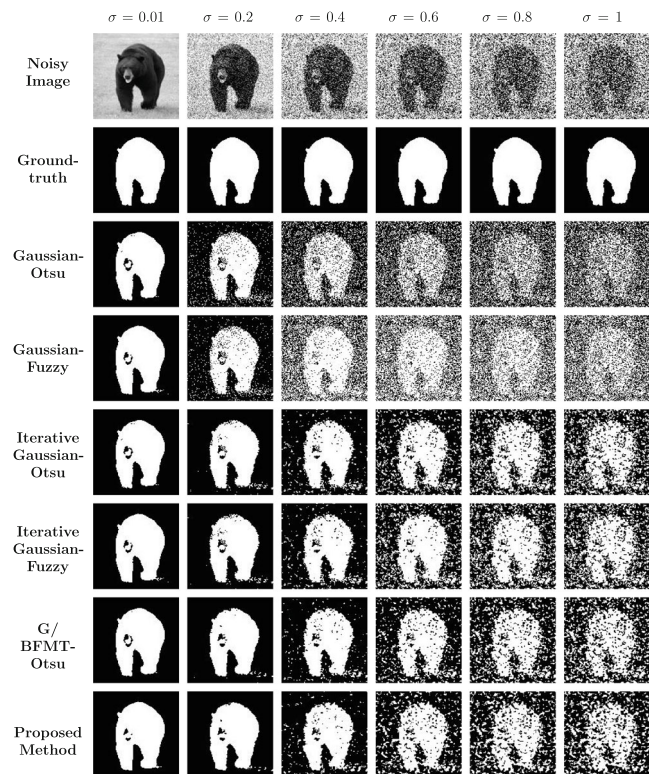 σ = 0.01 σ = 0.2 σ = 0.4 σ = 0.6 σ = 0.8 σ = 1
Noisy
Image
Ground-
truth
Gaussian-
Otsu
Gaussian-
Fuzzy
Iterative
Gaussian-
Otsu
Iterative
Gaussian-
Fuzzy
G/
BFMT-
Otsu
Proposed
Method